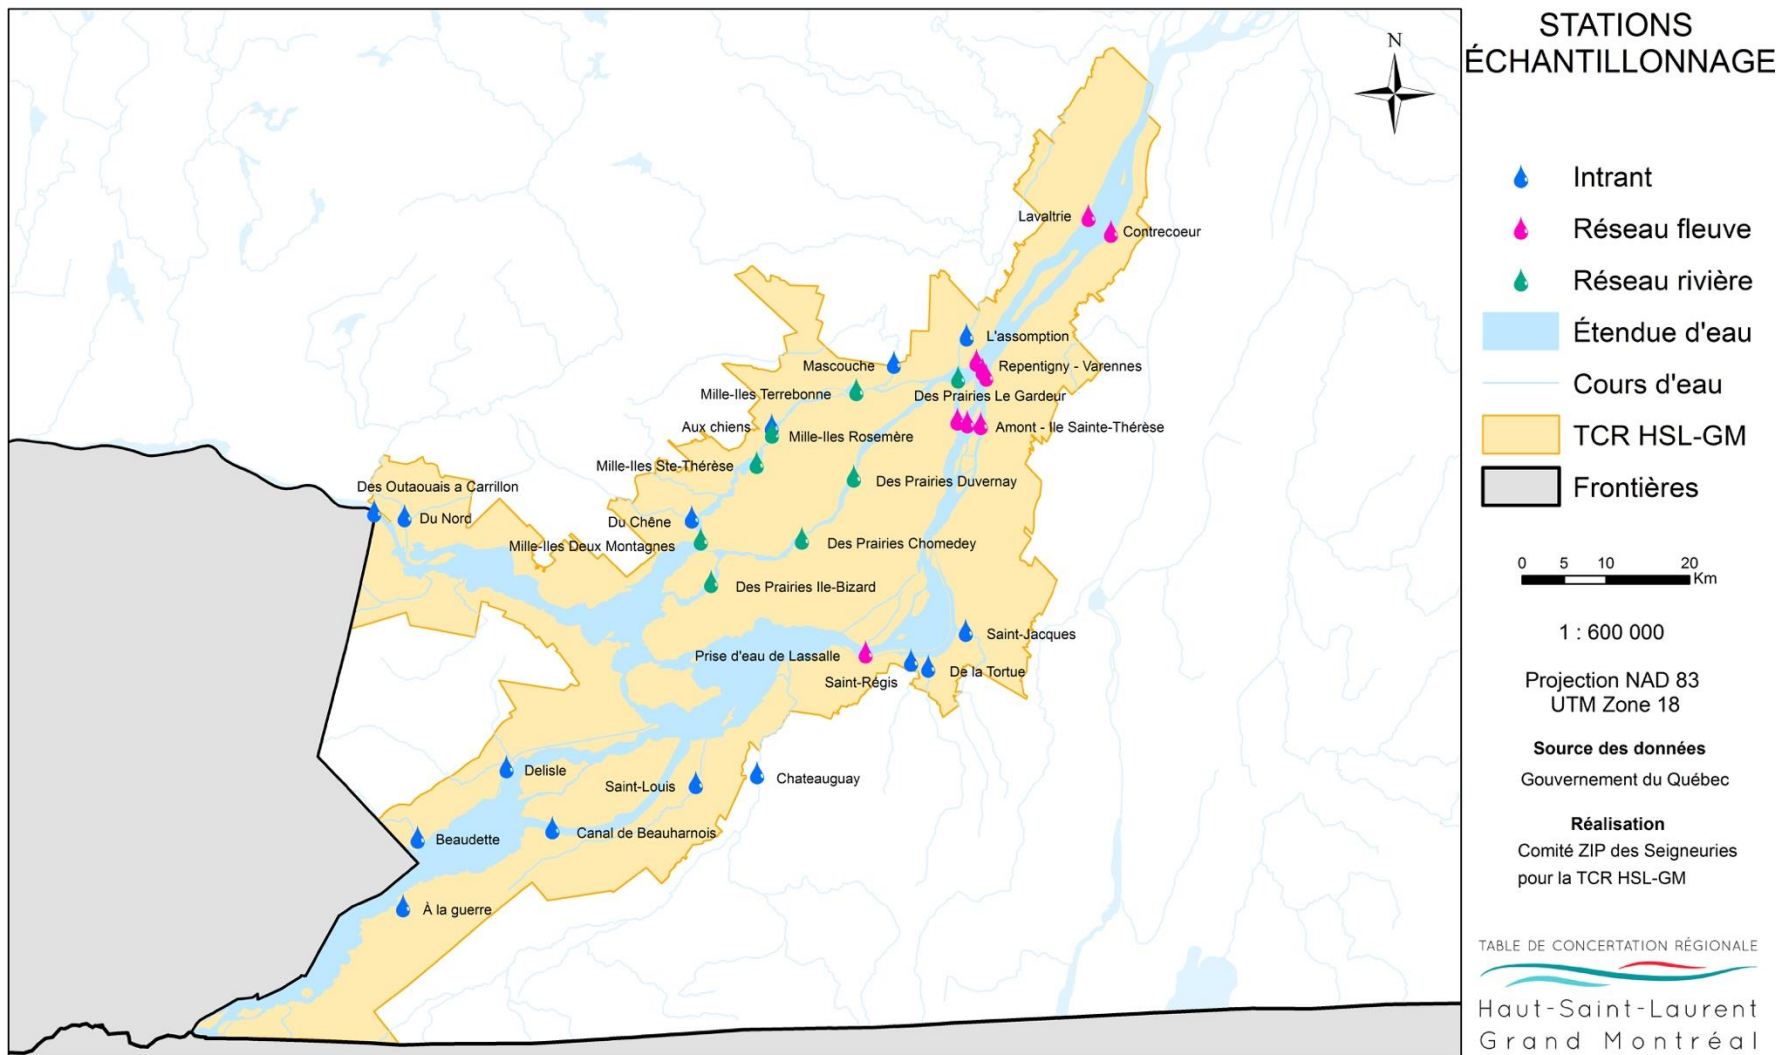 STATIONS
ÉCHANTILLONNAGE
N
Intrant
Réseau fleuve
Réseau rivière
Étendue d'eau
Cours d'eau
TCR HSL-GM
Frontières
0 5 10 20
Km
1 : 600 000
Projection NAD 83
UTM Zone 18
Source des données
Gouvernement du Québec
Réalisation
Comité ZIP des Seigneuries
pour la TCR HSL-GM
TABLE DE CONCERTATION RÉGIONALE
Haut-Saint-Laurent
Grand Montréal
Lavaltrie
Contrecoeur
L'assomption
Mascouche
Repentigny - Varennes
Mille-Iles Terrebonne
Des Prairies Le Gardeur
Aux chiens
Mille-Iles Rosemère
Amont - Ile Sainte-Thérèse
Mille-Iles Ste-Thérèse
Des Prairies Duvernay
Des Outaouais a Carrillon
Du Nord
Du Chêne
Mille-Iles Deux Montagnes
Des Prairies Chomedey
Des Prairies Ile-Bizard
Saint-Jacques
Prise d'eau de Lassalle
De la Tortue
Saint-Régis
Delisle
Saint-Louis
Chateauguay
Beaudette
Canal de Beauharnois
À la guerre